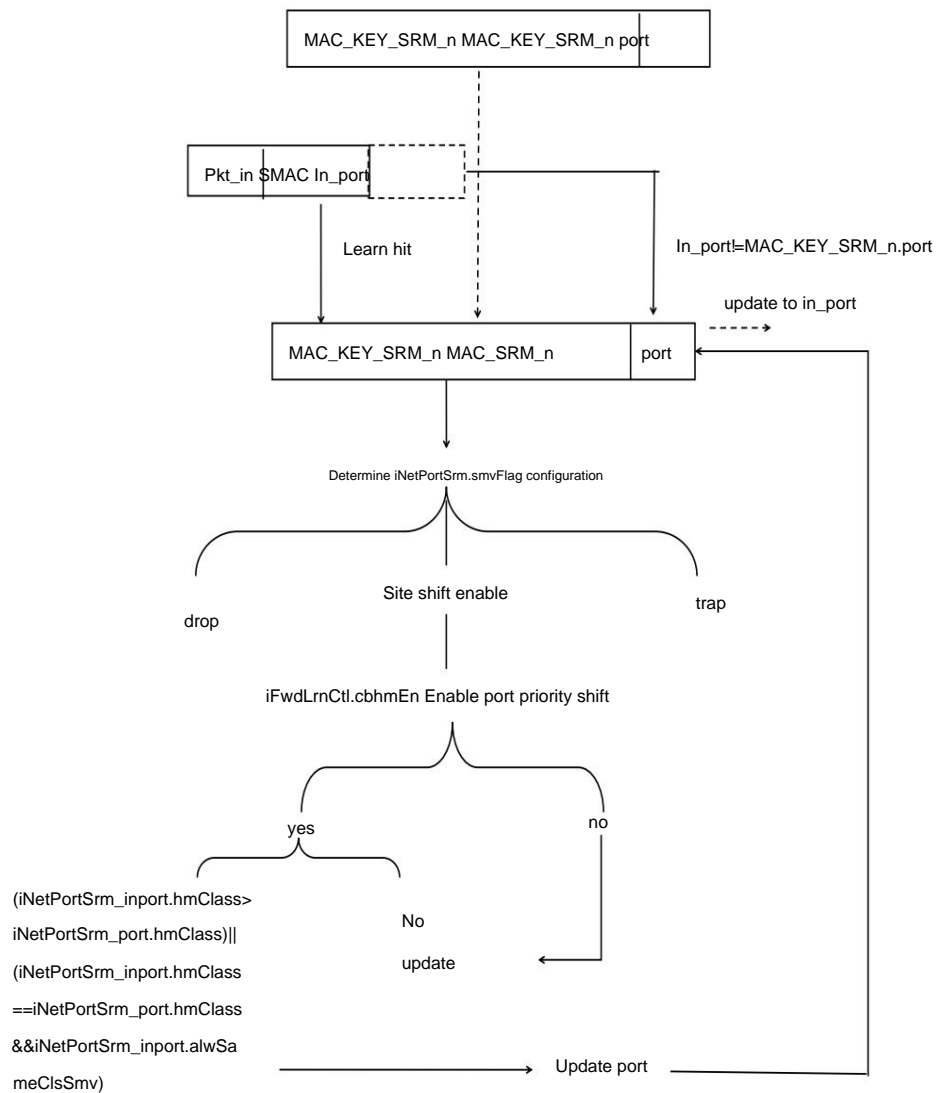 MAC_KEY_SRM_n MAC_KEY_SRM_n port
Pkt_in SMAC In_port
Learn hit
In_port!=MAC_KEY_SRM_n.port
update to in_port
MAC_KEY_SRM_n MAC_SRM_n
port
Determine iNetPortSrm.smvFlag configuration
drop
Site shift enable
trap
iFwdLrnCtl.cbhmEn Enable port priority shift
yes
no
(iNetPortSrm_inport.hmClass>
iNetPortSrm_port.hmClass)||
(iNetPortSrm_inport.hmClass
==iNetPortSrm_port.hmClass
&&iNetPortSrm_inport.alwSa
meClsSmv)
No
update
Update port